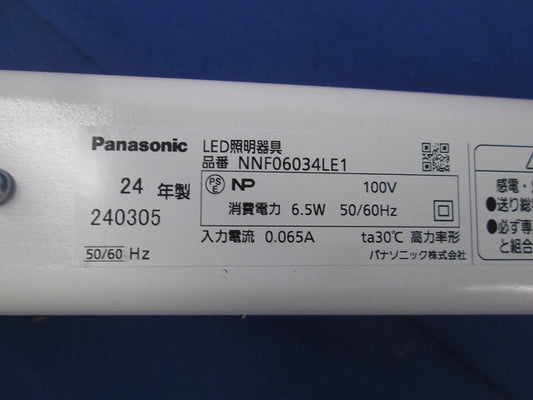 Panasonic
LED照明器具
品番 NNF06034LE1
24 年製
240305
50/60 Hz
PS
E
NP
100V
消費電力 6.5W 50/60Hz
入力電流 0.065A
ta30℃ 高力率形
パナソニック株式会社
感電・
●送り総
●必ず専
と組合